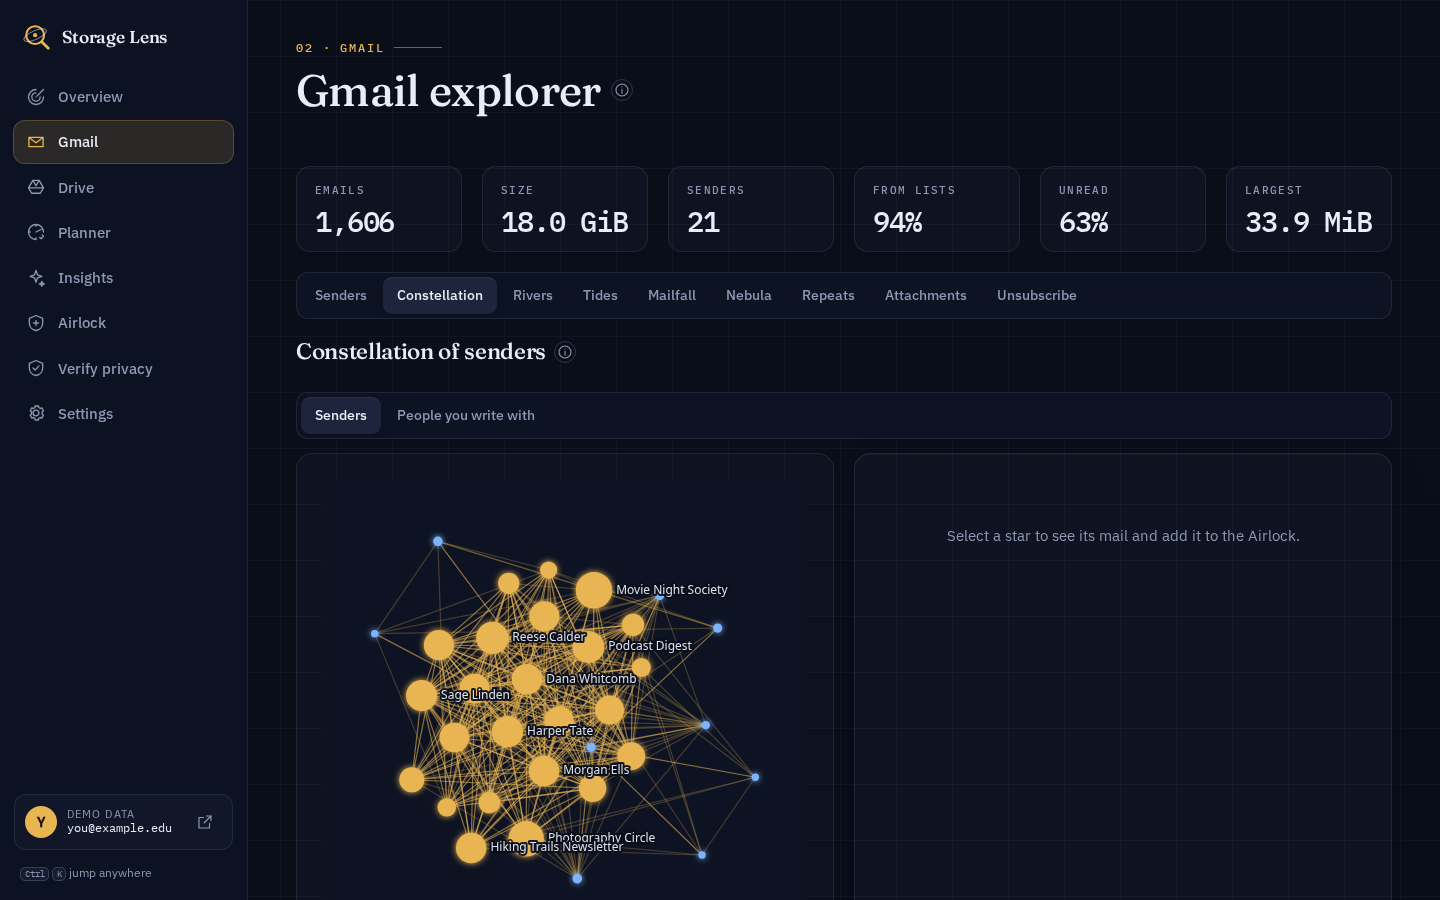 Storage Lens
Overview
Gmail
Drive
Planner
Insights
Airlock
Verify privacy
Settings
Y
DEMO DATA
you@example.edu
Ctrl K jump anywhere
02 · GMAIL
Gmail explorer
EMAILS
1,606
SIZE
18.0 GiB
SENDERS
21
FROM LISTS
94%
UNREAD
63%
LARGEST
33.9 MiB
Senders Constellation Rivers Tides Mailfall Nebula Repeats Attachments Unsubscribe
Constellation of senders
Senders People you write with
Movie Night Society
Reese Calder
Podcast Digest
Dana Whitcomb
Sage Linden
Harper Tate
Morgan Ells
Photography Circle
Hiking Trails Newsletter
Select a star to see its mail and add it to the Airlock.